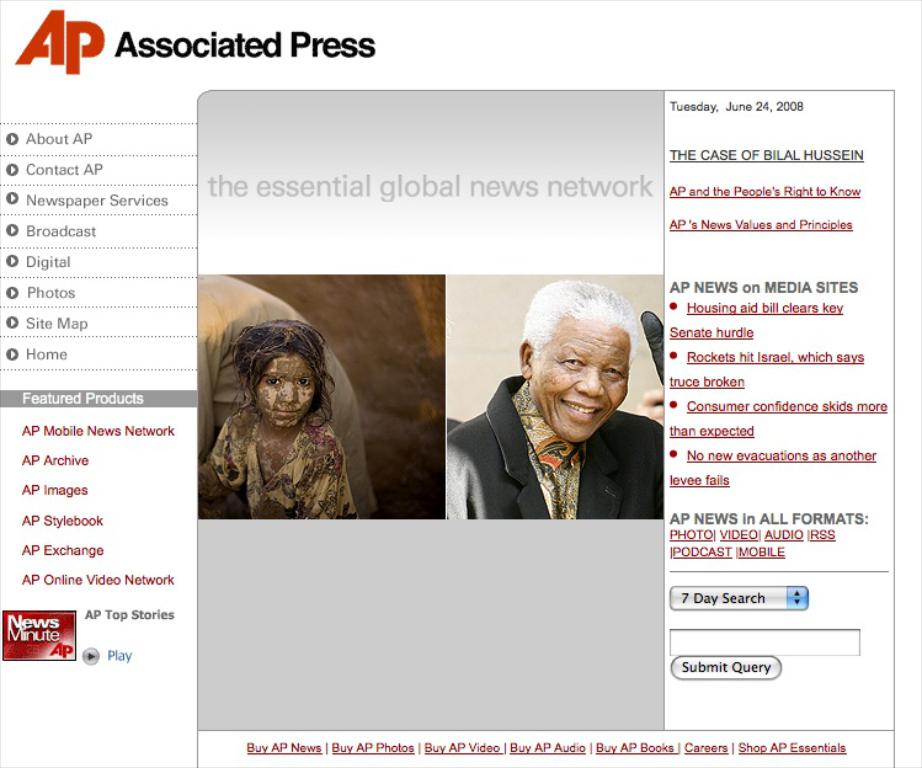 AP Associated Press
About AP
Contact AP
Newspaper Services
Broadcast
Digital
Photos
Site Map
Home
Featured Products
AP Mobile News Network
AP Archive
AP Images
AP Stylebook
AP Exchange
AP Online Video Network
News
Minute
AP
AP Top Stories
Play
the essential global news network
Tuesday, June 24, 2008
THE CASE OF BILAL HUSSEIN
AP and the People's Right to Know
AP 's News Values and Principles
AP NEWS on MEDIA SITES
• Housing aid bill clears key
Senate hurdle
• Rockets hit Israel, which says
truce broken
• Consumer confidence skids more
than expected
• No new evacuations as another
levee fails
AP NEWS in ALL FORMATS:
PHOTO| VIDEO| AUDIO |RSS
|PODCAST |MOBILE
7 Day Search
Submit Query
Buy AP News | Buy AP Photos | Buy AP Video | Buy AP Audio | Buy AP Books | Careers | Shop AP Essentials